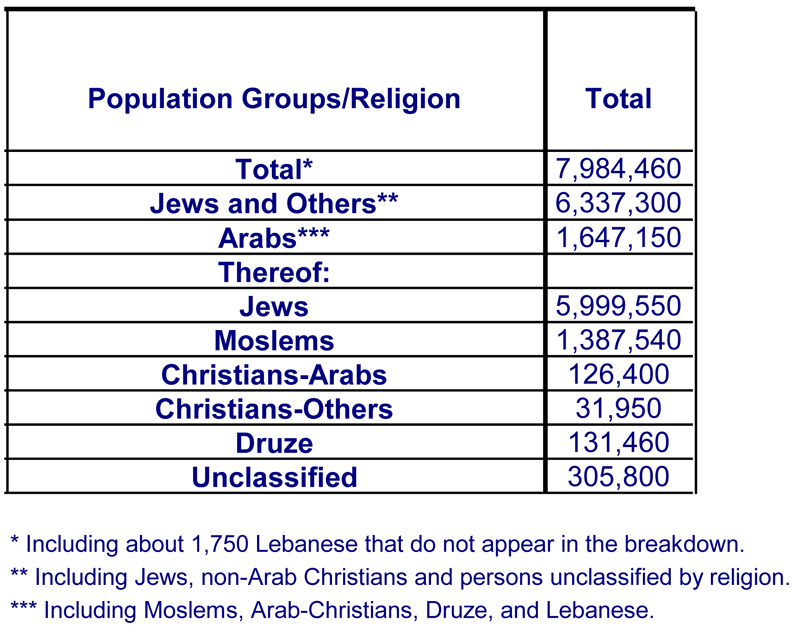 Population Groups/Religion Total
Total* 7,984,460
Jews and Others** 6,337,300
Arabs*** 1,647,150
Thereof:
Jews 5,999,550
Moslems 1,387,540
Christians-Arabs 126,400
Christians-Others 31,950
Druze 131,460
Unclassified 305,800
* Including about 1,750 Lebanese that do not appear in the breakdown.
** Including Jews, non-Arab Christians and persons unclassified by religion.
*** Including Moslems, Arab-Christians, Druze, and Lebanese.